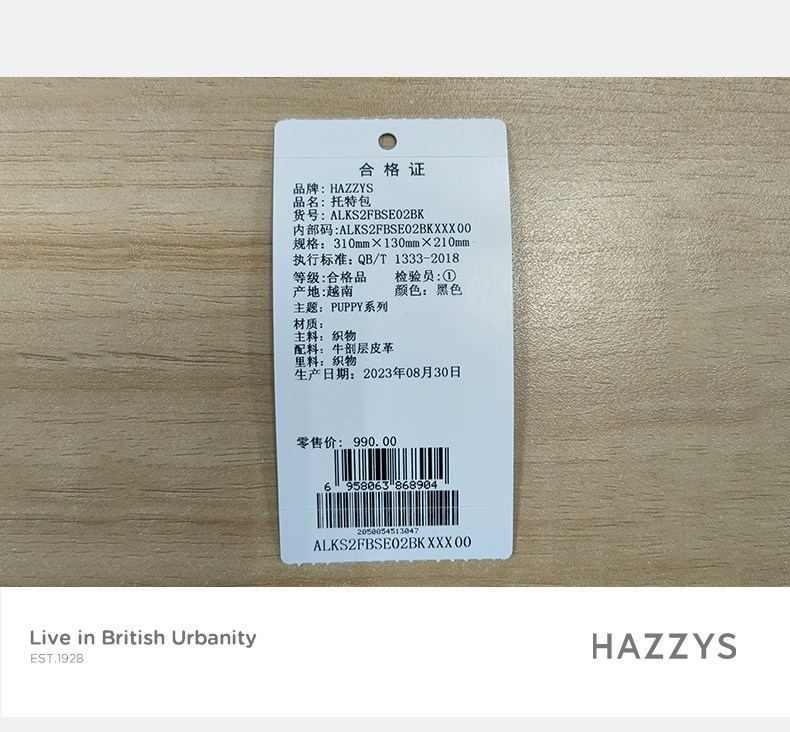 合格证
品牌: HAZZYS
品名: 托特包
货号: ALKS2FBSE02BK
内部码:ALKS2FBSE02BKXXX00
规格: 310mm×130mm×210mm
执行标准: QB/T 1333-2018
等级:合格品 检验员:①
产地:越南 颜色: 黑色
主题: PUPPY系列
材质:
主料: 织物
配料: 牛剖层皮革
里料: 织物
生产日期: 2023年08月30日
零售价: 990.00
6 958063 868904
2050054513047
ALKS2FBSE02BKXXX00
Live in British Urbanity
EST.1928
HAZZYS